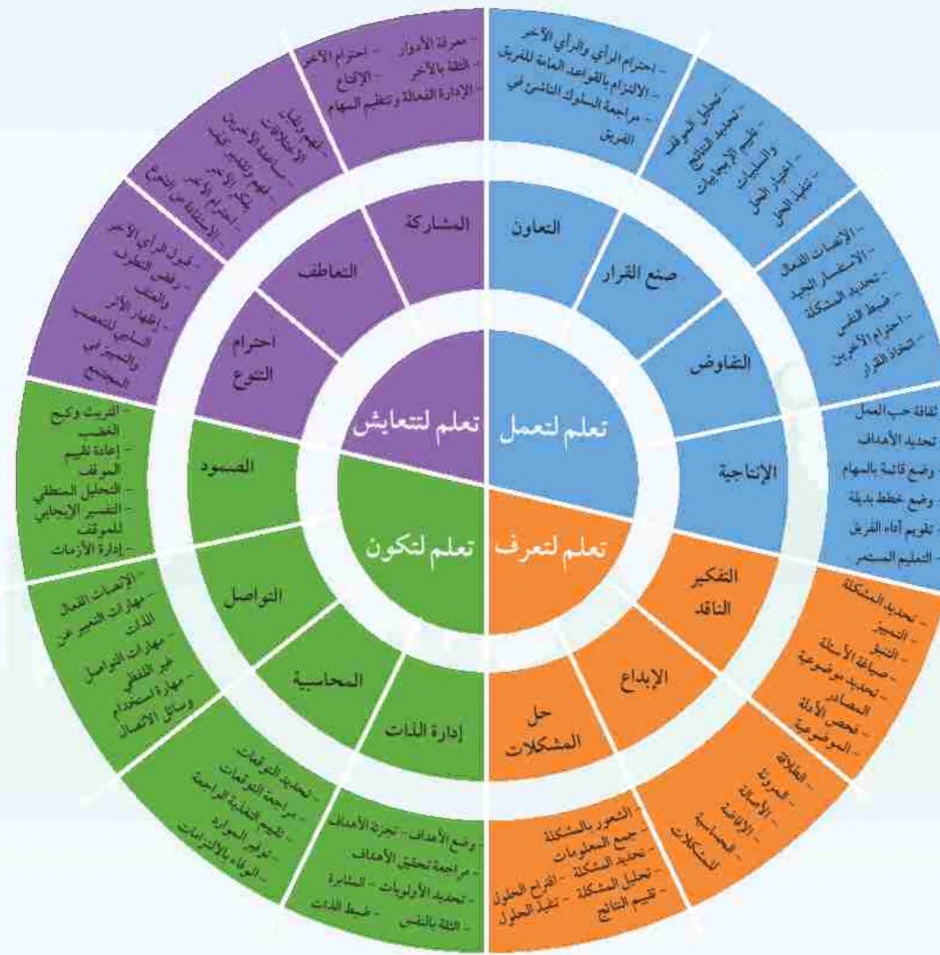 تعلم لتعمل
التعاون
- احترام الرأي والرأي الآخر
- الالتزام بالقواعد العامة للفريق
- مراجعة السلوك الناشئ في
الفريق
صنع القرار
- تحليل الموقف
- تحديد النتائج
- تقييم الإيجابيات
والسلبيات
- اختيار الحل
- تنفيذ الحل
التفاوض
- الإنصات الفعال
- الاستفسار الجيد
- تحديد المشكلة
- ضبط النفس
- احترام الآخرين
- اتخاذ القرار
الإنتاجية
ثقافة حب العمل
تحديد الأهداف
- وضع قائمة بالمهام
- وضع خطط بديلة
- تقويم أداء الفريق
- التعليم المستمر
تعلم لتعرف
التفكير
الناقد
- تحديد المشكلة
- التمييز
- التنبؤ
- صياغة الأسئلة
- تحديد موضوعية
المصادر
- فحص الأدلة
- الموضوعية
الإبداع
- الطلاقة
- المرونة
- الأصالة
- الإفاضة
- الحساسية
للمشكلات
حل
المشكلات
- الشعور بالمشكلة
- جمع المعلومات
- تحديد المشكلة - اقتراح الحلول
- تحليل المشكلة - تنفيذ الحلول
- تقييم النتائج
تعلم لتكون
إدارة الذات
- وضع الأهداف - تجزئة الأهداف
- مراجعة تحقيق الأهداف
- تحديد الأولويات - المثابرة
- الثقة بالنفس - ضبط الذات
المحاسبية
- تحديد التوقعات
- مراجعة التوقعات
- تقييم التغذية الراجعة
- توفير الموارد
- الوفاء بالالتزامات
التواصل
- الإنصات الفعال
- مهارات التعبير عن
الذات
- مهارات التواصل
غير اللفظي
- مهارة استخدام
وسائل الاتصال
الصمود
- التريث وكبح
الغضب
- إعادة تقييم
الموقف
- التحليل المنطقي
- التفسير الإيجابي
للموقف
- إدارة الأزمات
تعلم لتتعايش
احترام
التنوع
- قبول الرأي الآخر
- رفض التطرف
والعنف
- إظهار الأثر
السلبي للتعصب
والتمييز في
المجتمع
التعاطف
- فهم وتقبل
الاختلافات
- مساعدة الآخرين
- احترام الآخر
- الاستفادة من التنوع
المشاركة
- معرفة الأدوار - احترام الآخر
- الثقة بالآخر - الإقناع
- الإدارة الفعالة وتنظيم المهام